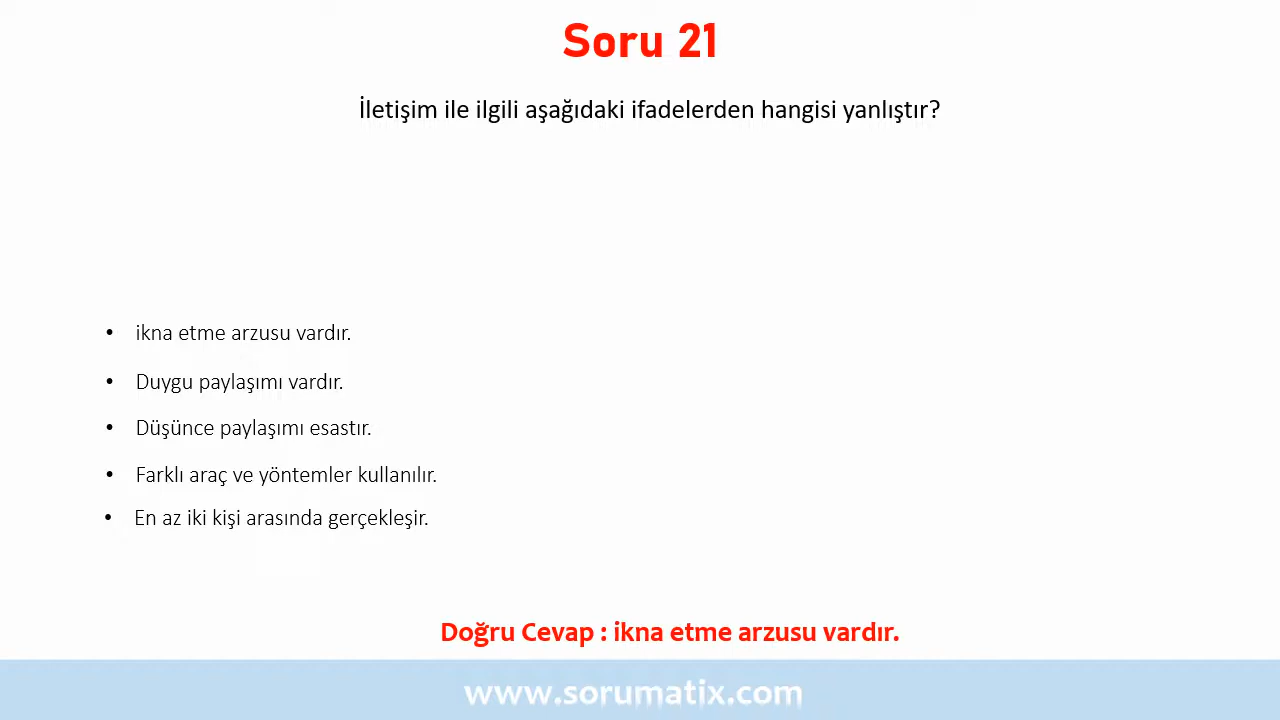 Soru 21
İletişim ile ilgili aşağıdaki ifadelerden hangisi yanlıştır?
• ikna etme arzusu vardır.
• Duygu paylaşımı vardır.
• Düşünce paylaşımı esastır.
• Farklı araç ve yöntemler kullanılır.
• En az iki kişi arasında gerçekleşir.
Doğru Cevap : ikna etme arzusu vardır.
www.sorumatix.com